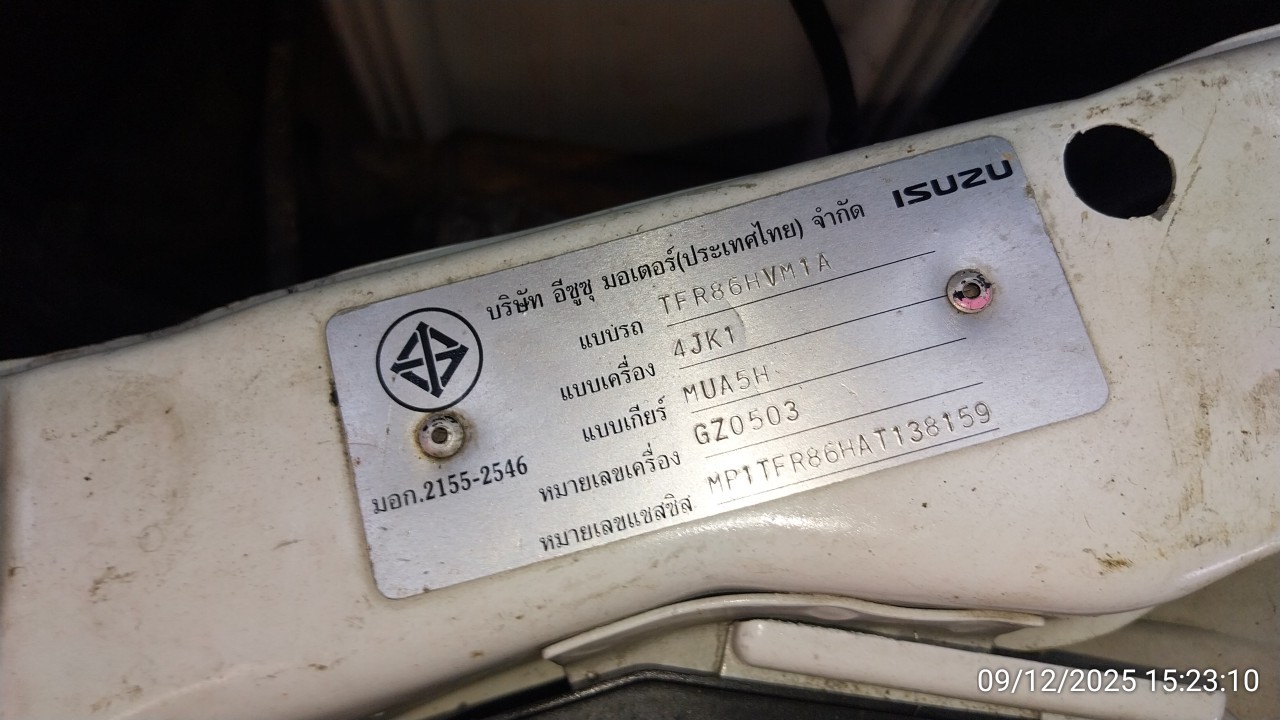 ISUZU
บริษัท อีซูซุ มอเตอร์(ประเทศไทย) จำกัด
แบบรถ TFR86HVM1A
แบบเครื่อง 4JK1
แบบเกียร์ MUA5H
หมายเลขเครื่อง GZ0503
หมายเลขแชสซิส MP1TFR86HAT138159
มอก.2155-2546
09/12/2025 15:23:10